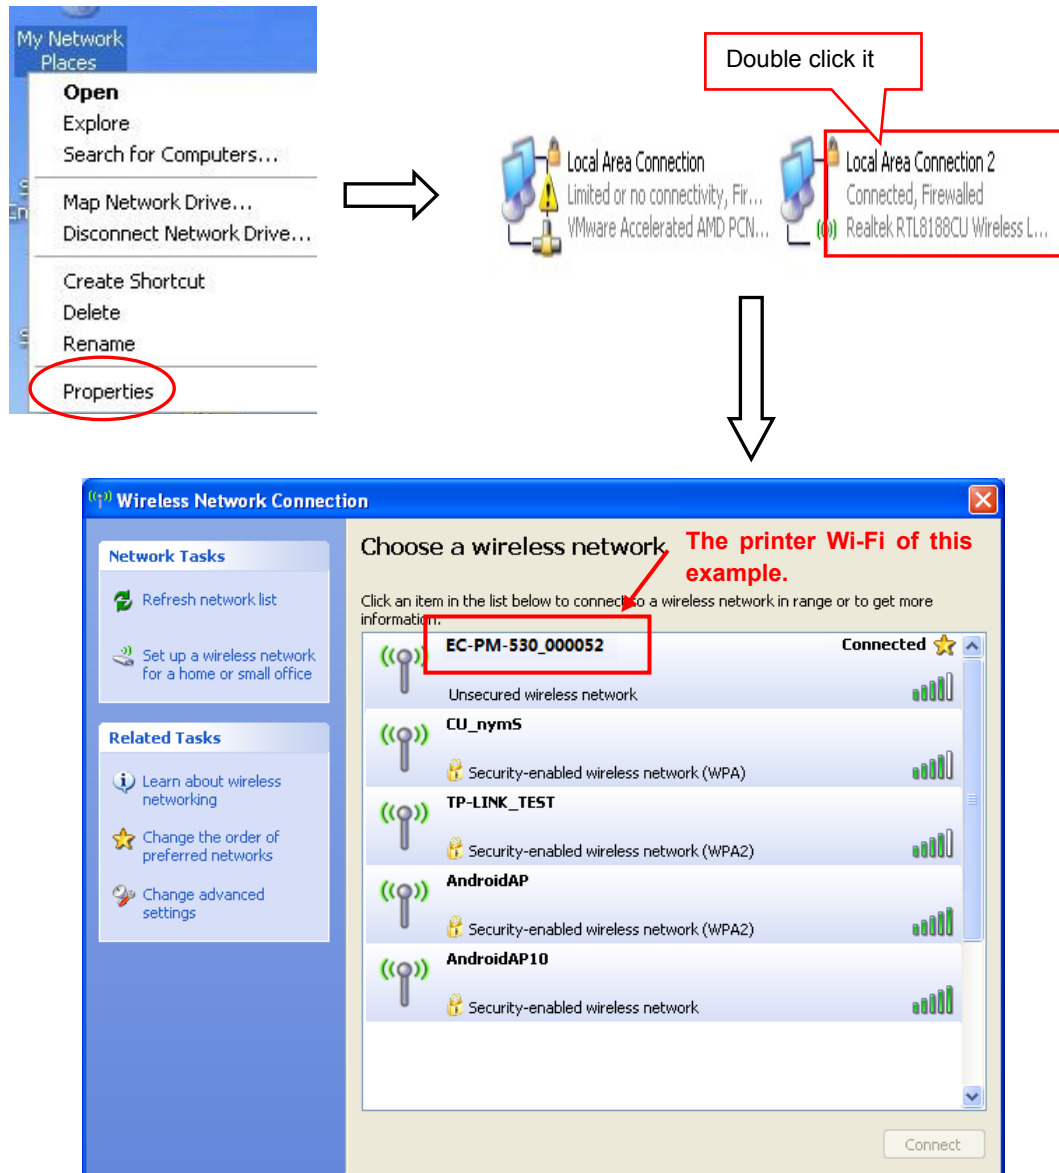 My Network
Places
Open
Explore
Search for Computers...
Map Network Drive...
Disconnect Network Drive...
Create Shortcut
Delete
Rename
Properties
Double click it
Local Area Connection
Limited or no connectivity, Fir...
VMware Accelerated AMD PCN...
Local Area Connection 2
Connected, Firewalled
Realtek RTL8188CU Wireless L...
Wireless Network Connection
Network Tasks
Refresh network list
Set up a wireless network
for a home or small office
Related Tasks
Learn about wireless
networking
Change the order of
preferred networks
Change advanced
settings
Choose a wireless network
The printer Wi-Fi of this
example.
Click an item in the list below to connect to a wireless network in range or to get more
information.
EC-PM-530_000052
Connected
Unsecured wireless network
CU_nymS
Security-enabled wireless network (WPA)
TP-LINK_TEST
Security-enabled wireless network (WPA2)
AndroidAP
Security-enabled wireless network (WPA2)
AndroidAP10
Security-enabled wireless network
Connect